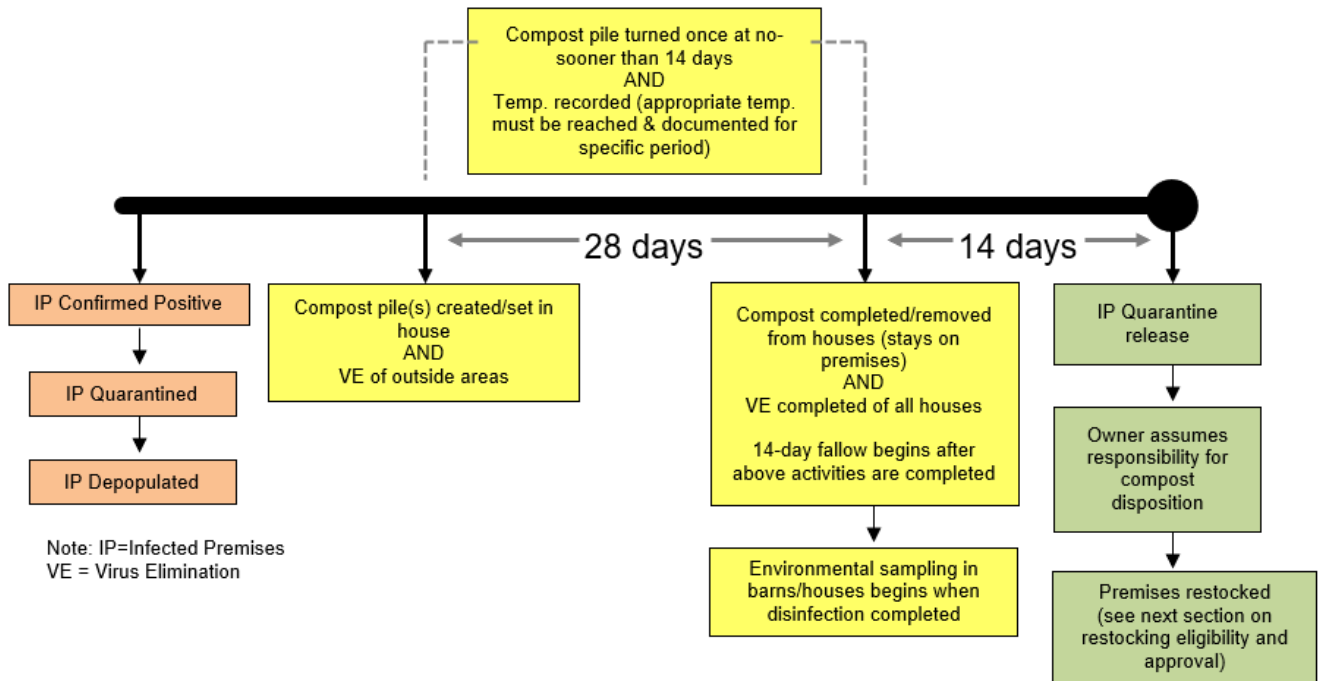 Compost pile turned once at no-
sooner than 14 days
AND
Temp. recorded (appropriate temp.
must be reached & documented for
specific period)
28 days
14 days
IP Confirmed Positive
IP Quarantined
IP Depopulated
Note: IP=Infected Premises
VE = Virus Elimination
Compost pile(s) created/set in
house
AND
VE of outside areas
Compost completed/removed
from houses (stays on
premises)
AND
VE completed of all houses
14-day fallow begins after
above activities are completed
Environmental sampling in
barns/houses begins when
disinfection completed
IP Quarantine
release
Owner assumes
responsibility for
compost
disposition
Premises restocked
(see next section on
restocking eligibility and
approval)